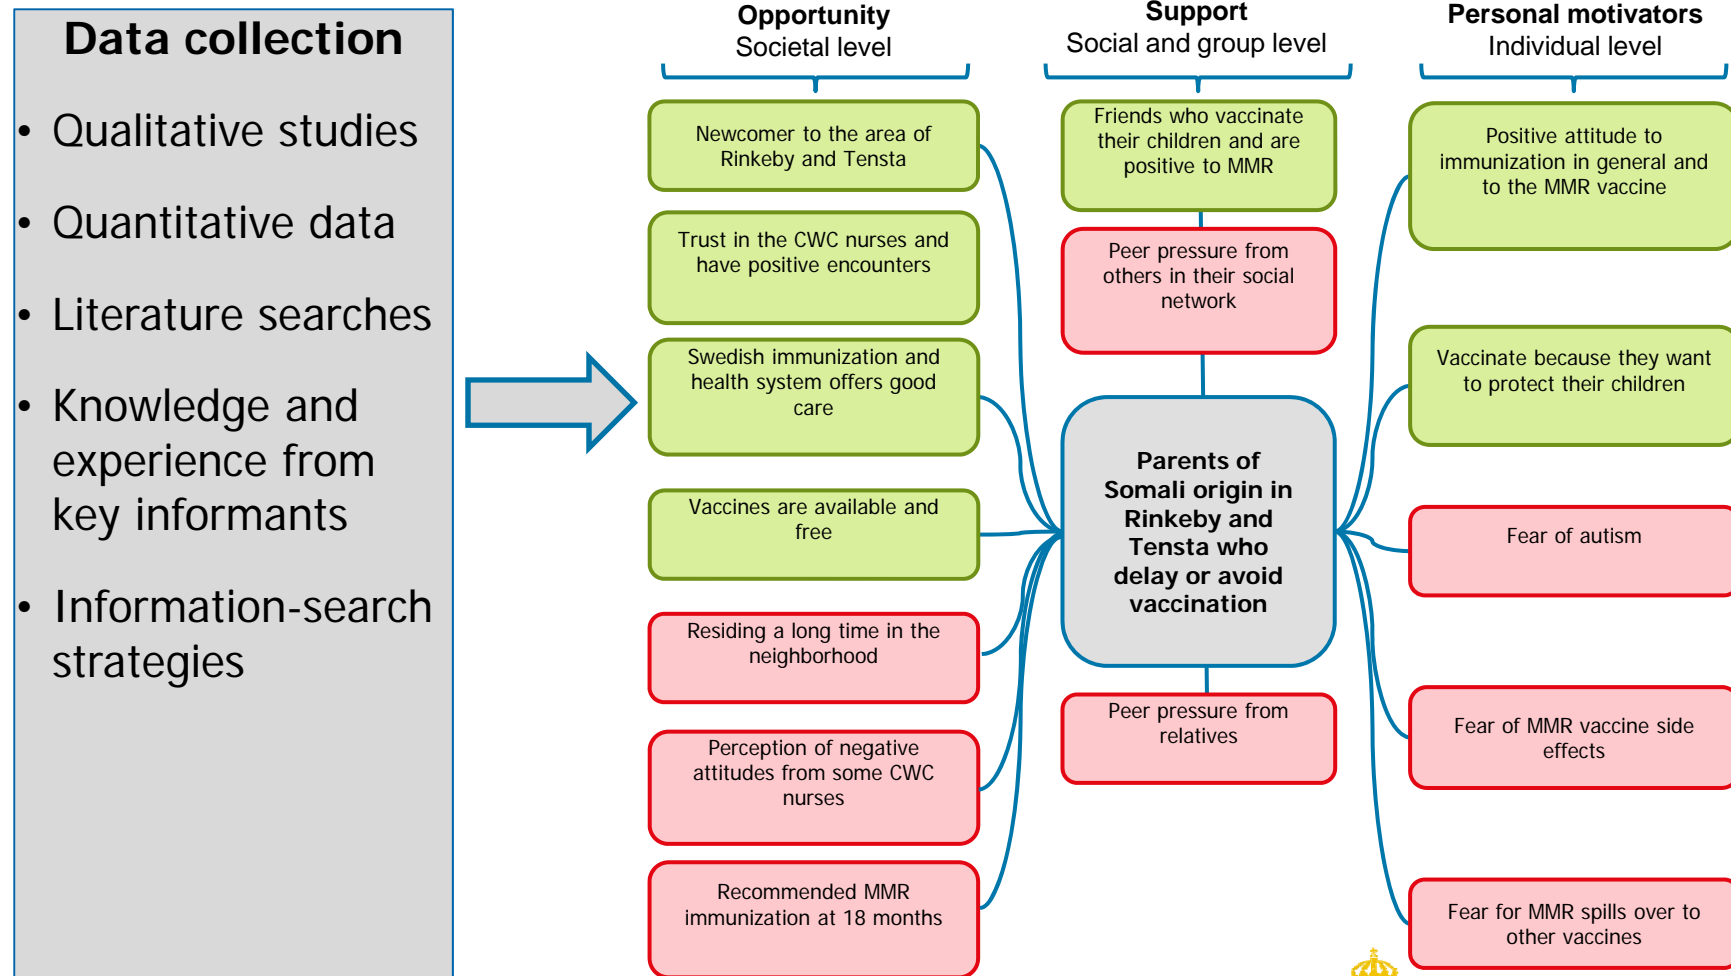 Data collection
• Qualitative studies
• Quantitative data
• Literature searches
• Knowledge and
experience from
key informants
• Information-search
strategies
Opportunity
Societal level
Newcomer to the area of
Rinkeby and Tensta
Trust in the CWC nurses and
have positive encounters
Swedish immunization and
health system offers good
care
Vaccines are available and
free
Residing a long time in the
neighborhood
Perception of negative
attitudes from some CWC
nurses
Recommended MMR
immunization at 18 months
Support
Social and group level
Friends who vaccinate
their children and are
positive to MMR
Peer pressure from
others in their social
network
Parents of
Somali origin in
Rinkeby and
Tensta who
delay or avoid
vaccination
Peer pressure from
relatives
Personal motivators
Individual level
Positive attitude to
immunization in general and
to the MMR vaccine
Vaccinate because they want
to protect their children
Fear of autism
Fear of MMR vaccine side
effects
Fear for MMR spills over to
other vaccines